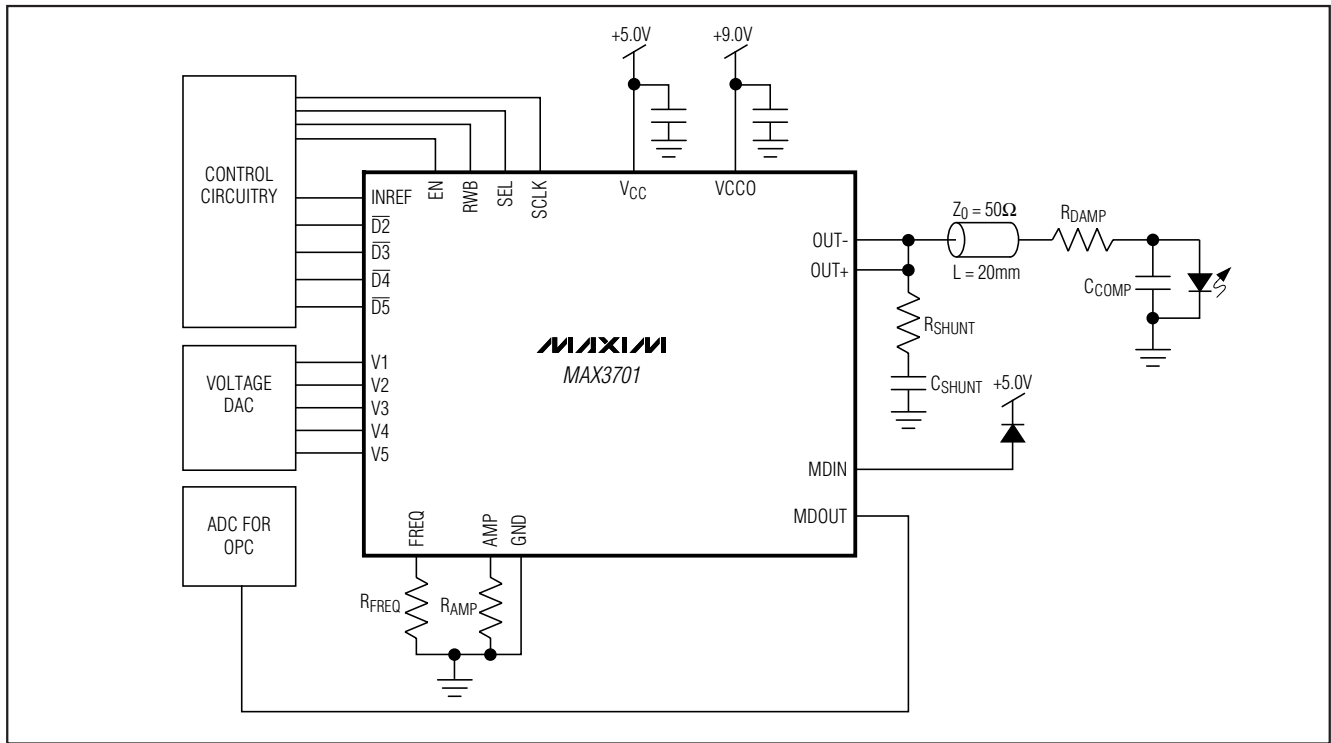 +5.0V
+9.0V
CONTROL
CIRCUITRY
INREF
EN
RWB
SEL
SCLK
VCC
VCCO
D2
D3
D4
D5
OUT-
OUT+
Z0 = 50Ω
L = 20mm
RDAMP
CCOMP
RSHUNT
CSHUNT
+5.0V
MAXIM
MAX3701
VOLTAGE
DAC
V1
V2
V3
V4
V5
MDIN
MDOUT
ADC FOR
OPC
FREQ
AMP
GND
RFREQ
RAMP